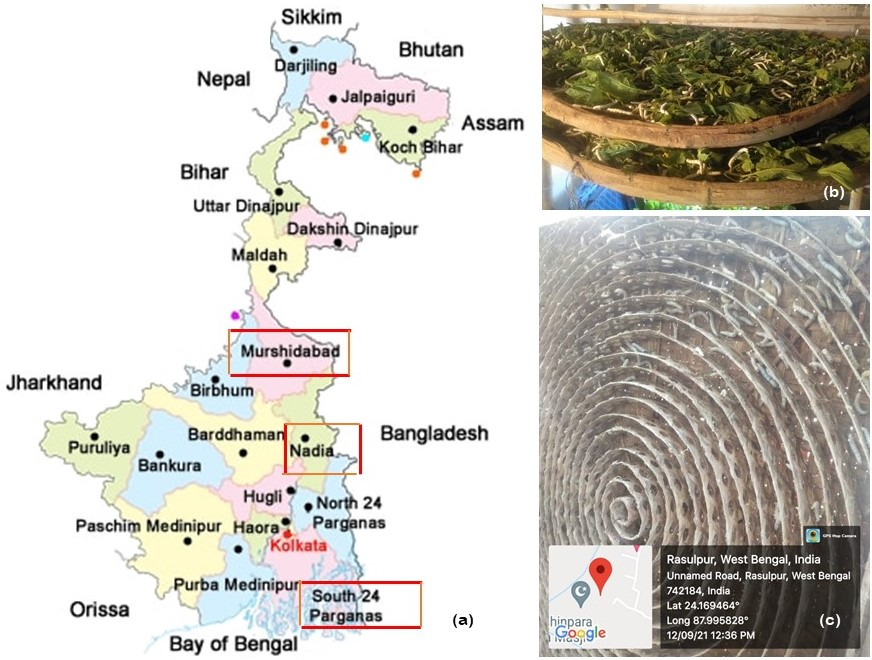 Sikkim
Bhutan
Nepal
Darjiling
Jalpaiguri
Assam
Koch Bihar
Bihar
Uttar Dinajpur
Dakshin Dinajpur
Maldah
Murshidabad
Jharkhand
Birbhum
Puruliya
Barddhaman
Bankura
Nadia
Bangladesh
Hugli
North 24
Parganas
Paschim Medinipur
Haora
Kolkata
Purba Medinipur
South 24
Parganas
Orissa
Bay of Bengal
(a)
(b)
GPS Map Camera
Rasulpur, West Bengal, India
Unnamed Road, Rasulpur, West Bengal
742184, India
Lat 24.169464°
Long 87.995828°
12/09/21 12:36 PM
(c)
hinpara
Google